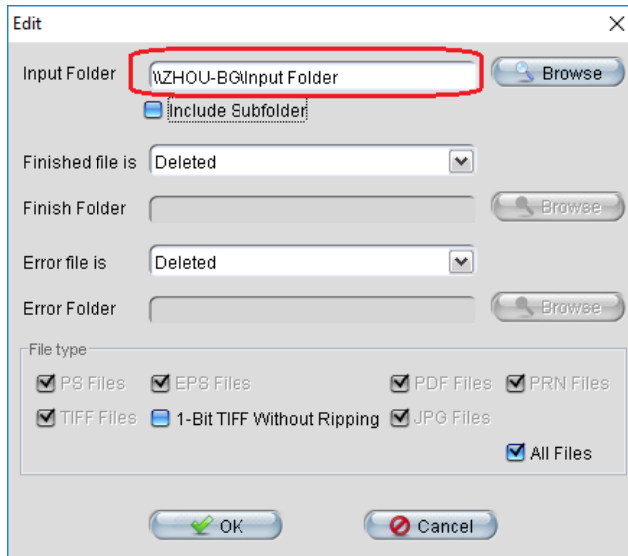 Edit
Input Folder \\ZHOU-BG\Input Folder Browse
Include Subfolder
Finished file is Deleted
Finish Folder Browse
Error file is Deleted
Error Folder Browse
File type
PS Files EPS Files PDF Files PRN Files
TIFF Files 1-Bit TIFF Without Ripping JPG Files
All Files
OK Cancel